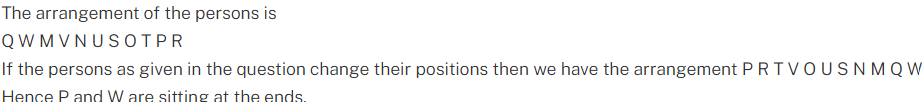 The arrangement of the persons is
Q W M V N U S O T P R
If the persons as given in the question change their positions then we have the arrangement P R T V O U S N M Q W
Hence P and W are sitting at the ends.